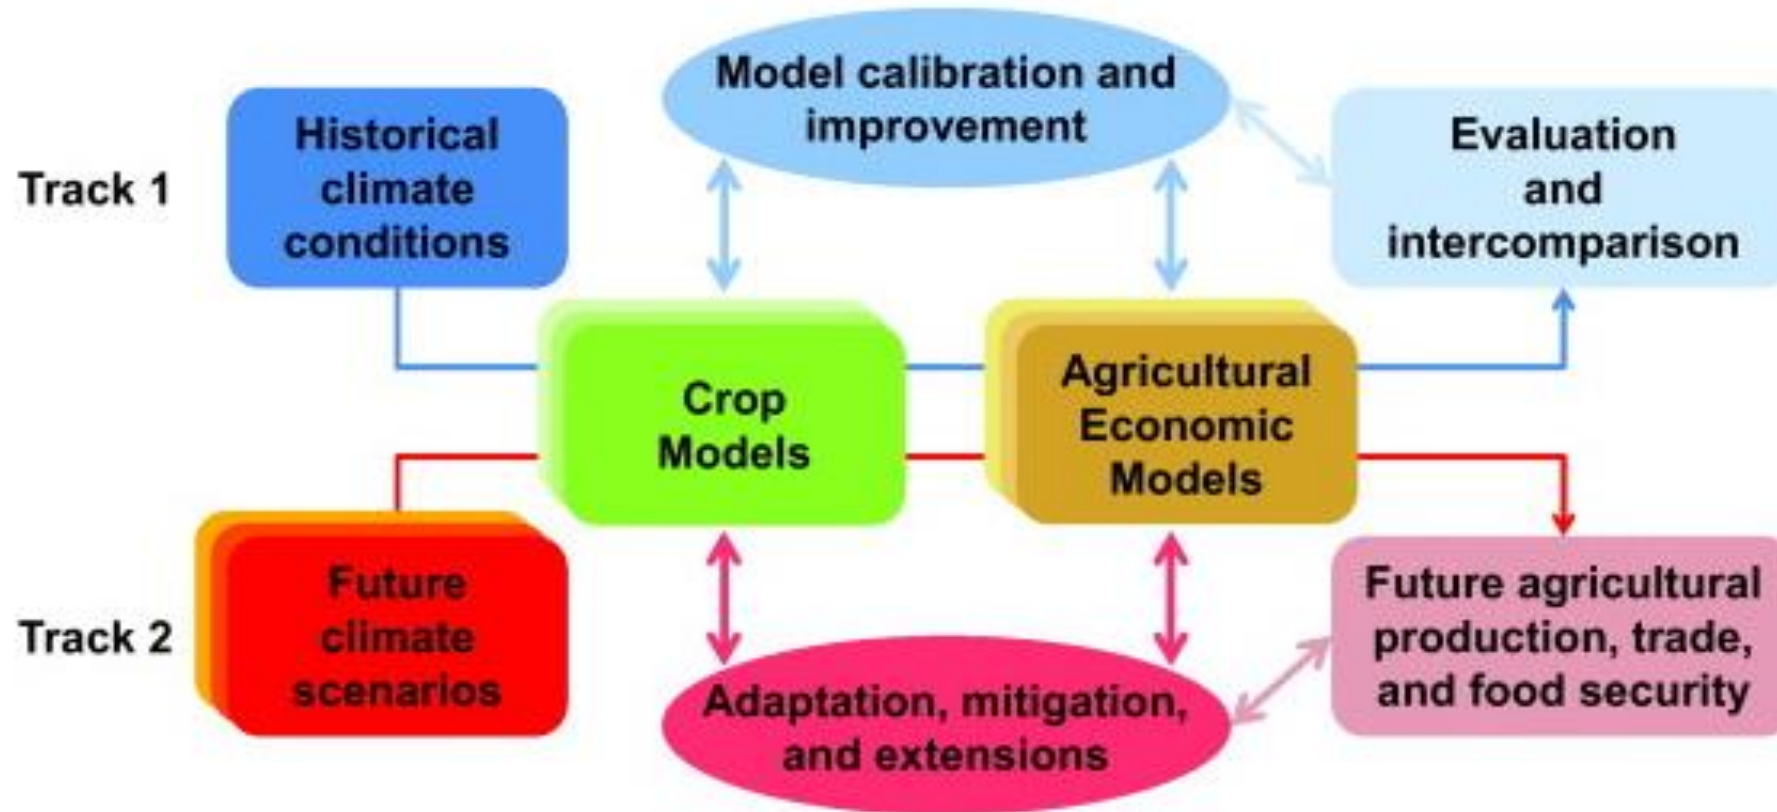 Track 1
Historical
climate
conditions
Model calibration and
improvement
Evaluation
and
intercomparison
Crop
Models
Agricultural
Economic
Models
Track 2
Future
climate
scenarios
Adaptation, mitigation,
and extensions
Future agricultural
production, trade,
and food security